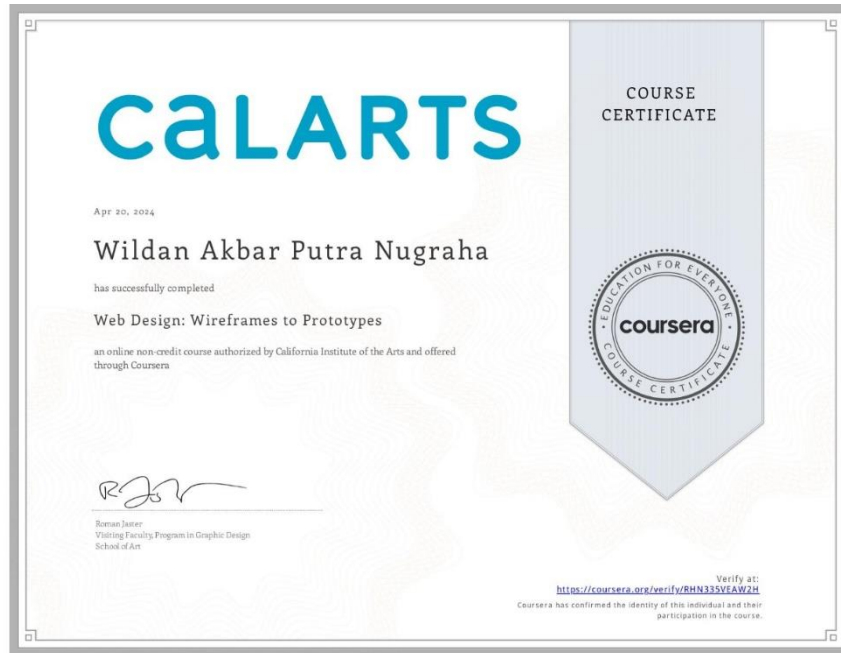 CALARTS
COURSE
CERTIFICATE
Apr 20, 2024
Wildan Akbar Putra Nugraha
has successfully completed
Web Design: Wireframes to Prototypes
an online non-credit course authorized by California Institute of the Arts and offered
through Coursera
EDUCATION FOR EVERYONE
coursera
COURSE CERTIFICATE
Roman Jaster
Visiting Faculty, Program in Graphic Design
School of Art
Verify at:
https://coursera.org/verify/RHN335VEAW2H
Coursera has confirmed the identity of this individual and their
participation in the course.